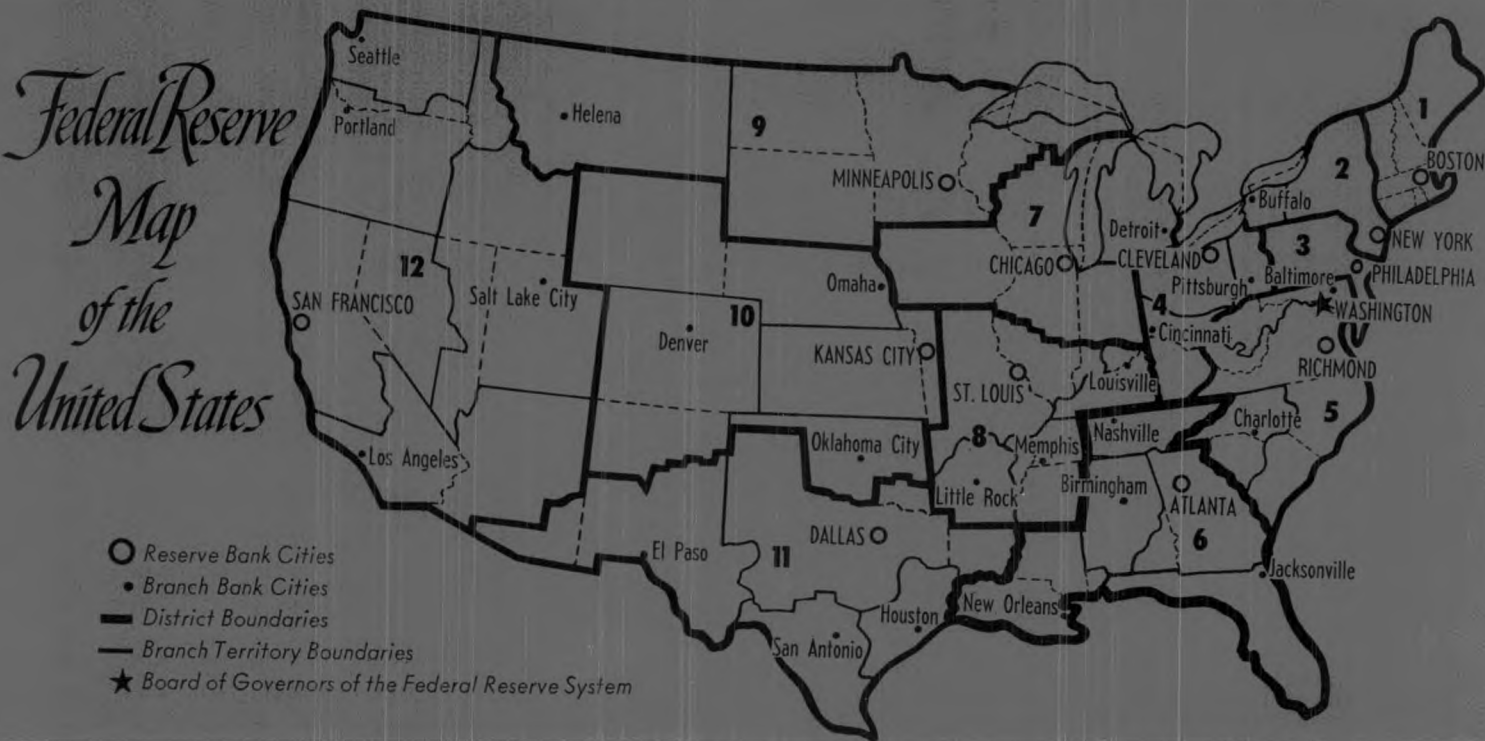 Federal Reserve
Map
of the
United States
Seattle
Portland
Helena
9
MINNEAPOLIS
1
BOSTON
2
Buffalo
NEW YORK
7
Detroit
CHICAGO
CLEVELAND
3
Pittsburgh
Baltimore
PHILADELPHIA
WASHINGTON
12
SAN FRANCISCO
Salt Lake City
Omaha
10
Denver
KANSAS CITY
4
Cincinnati
RICHMOND
ST. LOUIS
Louisville
5
Los Angeles
Oklahoma City
8
Memphis
Nashville
Charlotte
Little Rock
Birmingham
ATLANTA
6
DALLAS
El Paso
11
Jacksonville
Houston
New Orleans
San Antonio
Reserve Bank Cities
Branch Bank Cities
District Boundaries
Branch Territory Boundaries
Board of Governors of the Federal Reserve System